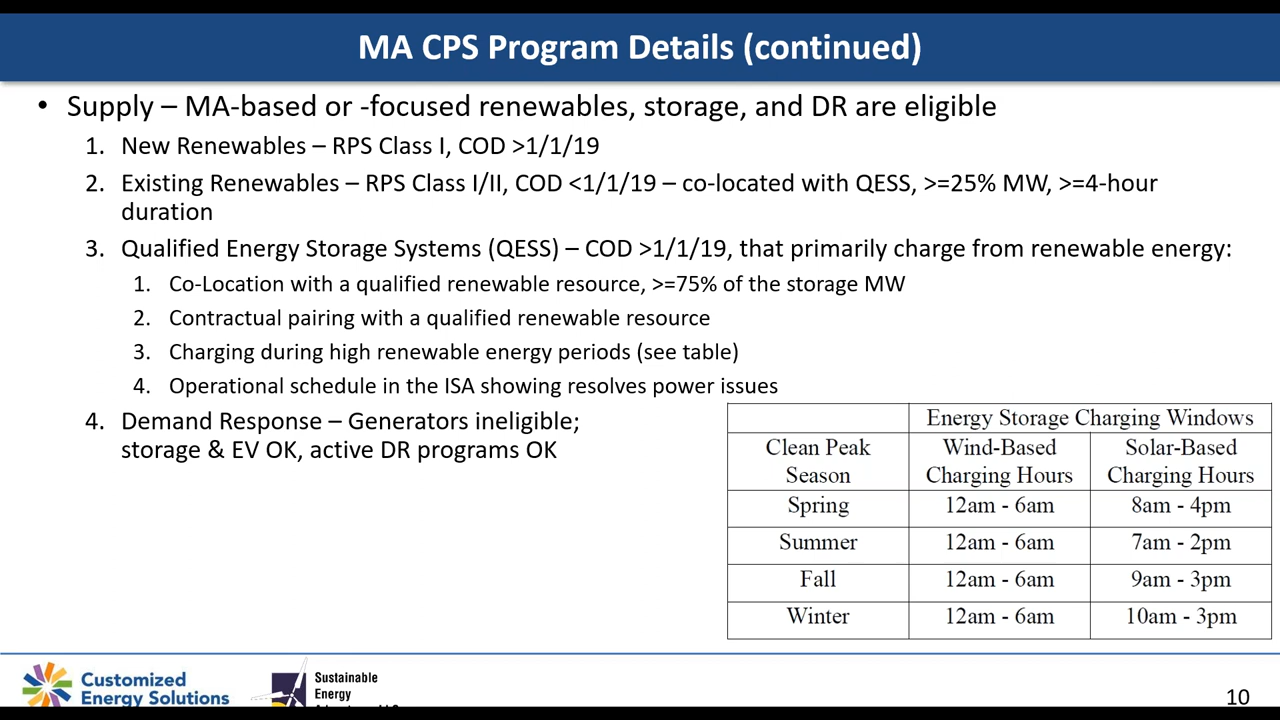 MA CPS Program Details (continued)
• Supply – MA-based or -focused renewables, storage, and DR are eligible
1. New Renewables – RPS Class I, COD >1/1/19
2. Existing Renewables – RPS Class I/II, COD <1/1/19 – co-located with QESS, >=25% MW, >=4-hour
duration
3. Qualified Energy Storage Systems (QESS) – COD >1/1/19, that primarily charge from renewable energy:
1. Co-Location with a qualified renewable resource, >=75% of the storage MW
2. Contractual pairing with a qualified renewable resource
3. Charging during high renewable energy periods (see table)
4. Operational schedule in the ISA showing resolves power issues
4. Demand Response – Generators ineligible;
storage & EV OK, active DR programs OK
Energy Storage Charging Windows
Clean Peak Season Wind-Based Charging Hours Solar-Based Charging Hours
Spring 12am - 6am 8am - 4pm
Summer 12am - 6am 7am - 2pm
Fall 12am - 6am 9am - 3pm
Winter 12am - 6am 10am - 3pm
Customized
Energy Solutions
Sustainable
Energy
10